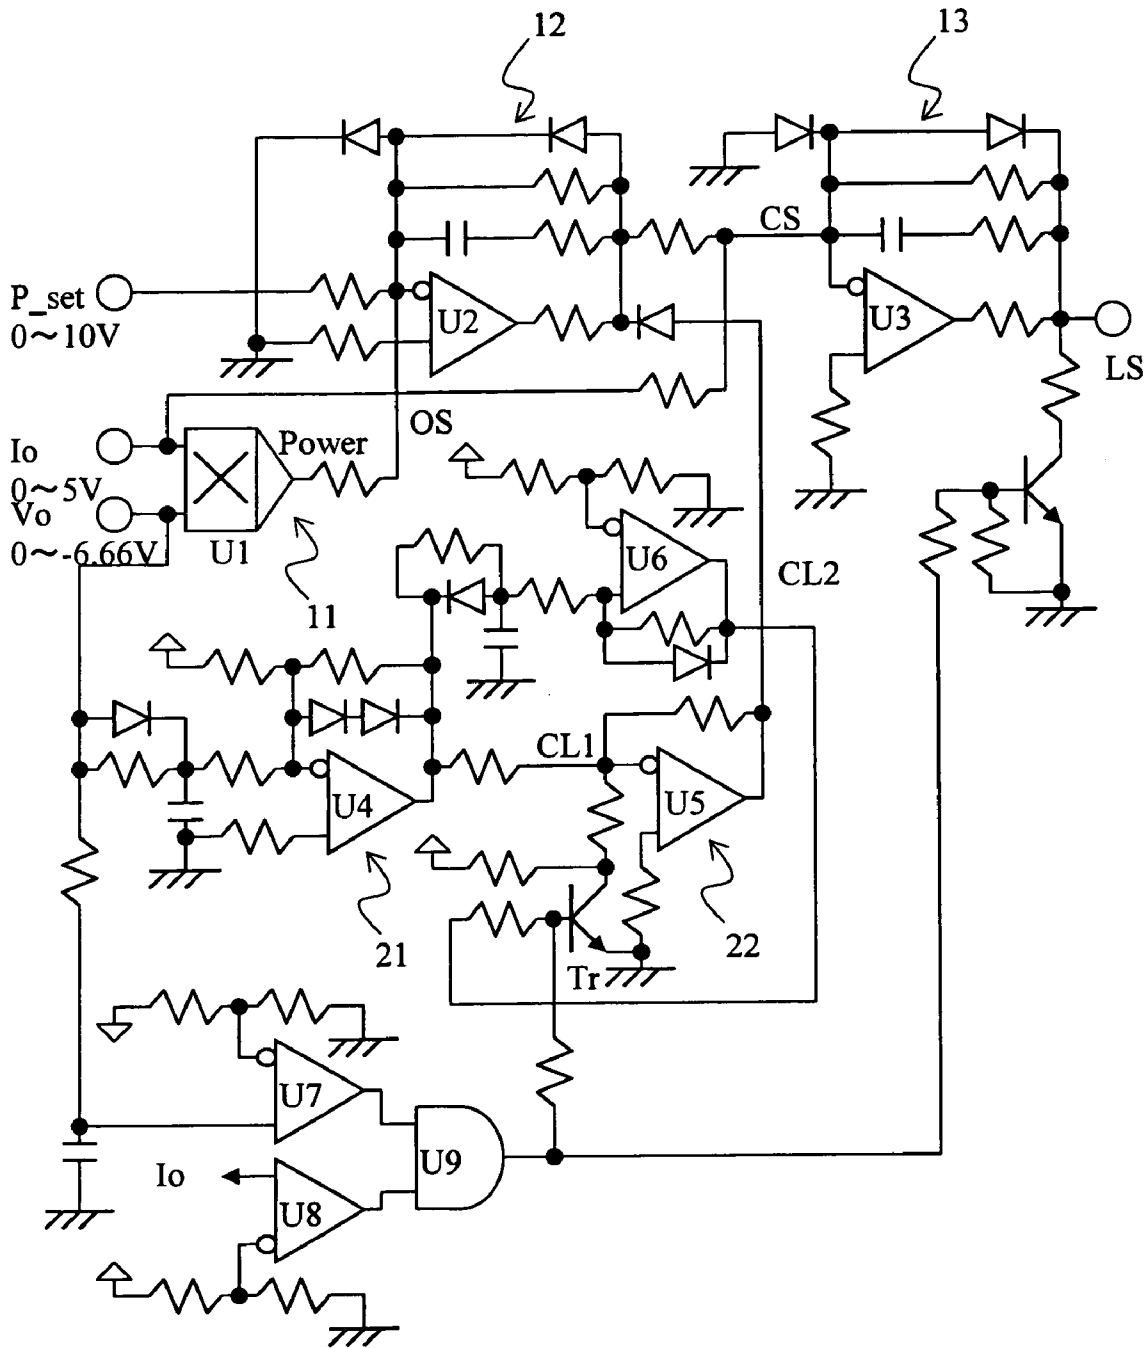 12
13
CS
P_set
0～10V
U2
U3
LS
OS
Io
0～5V
Power
Vo
0～-6.66V
U1
U6
CL2
11
CL1
U4
U5
21
22
Tr
U7
U9
Io
U8